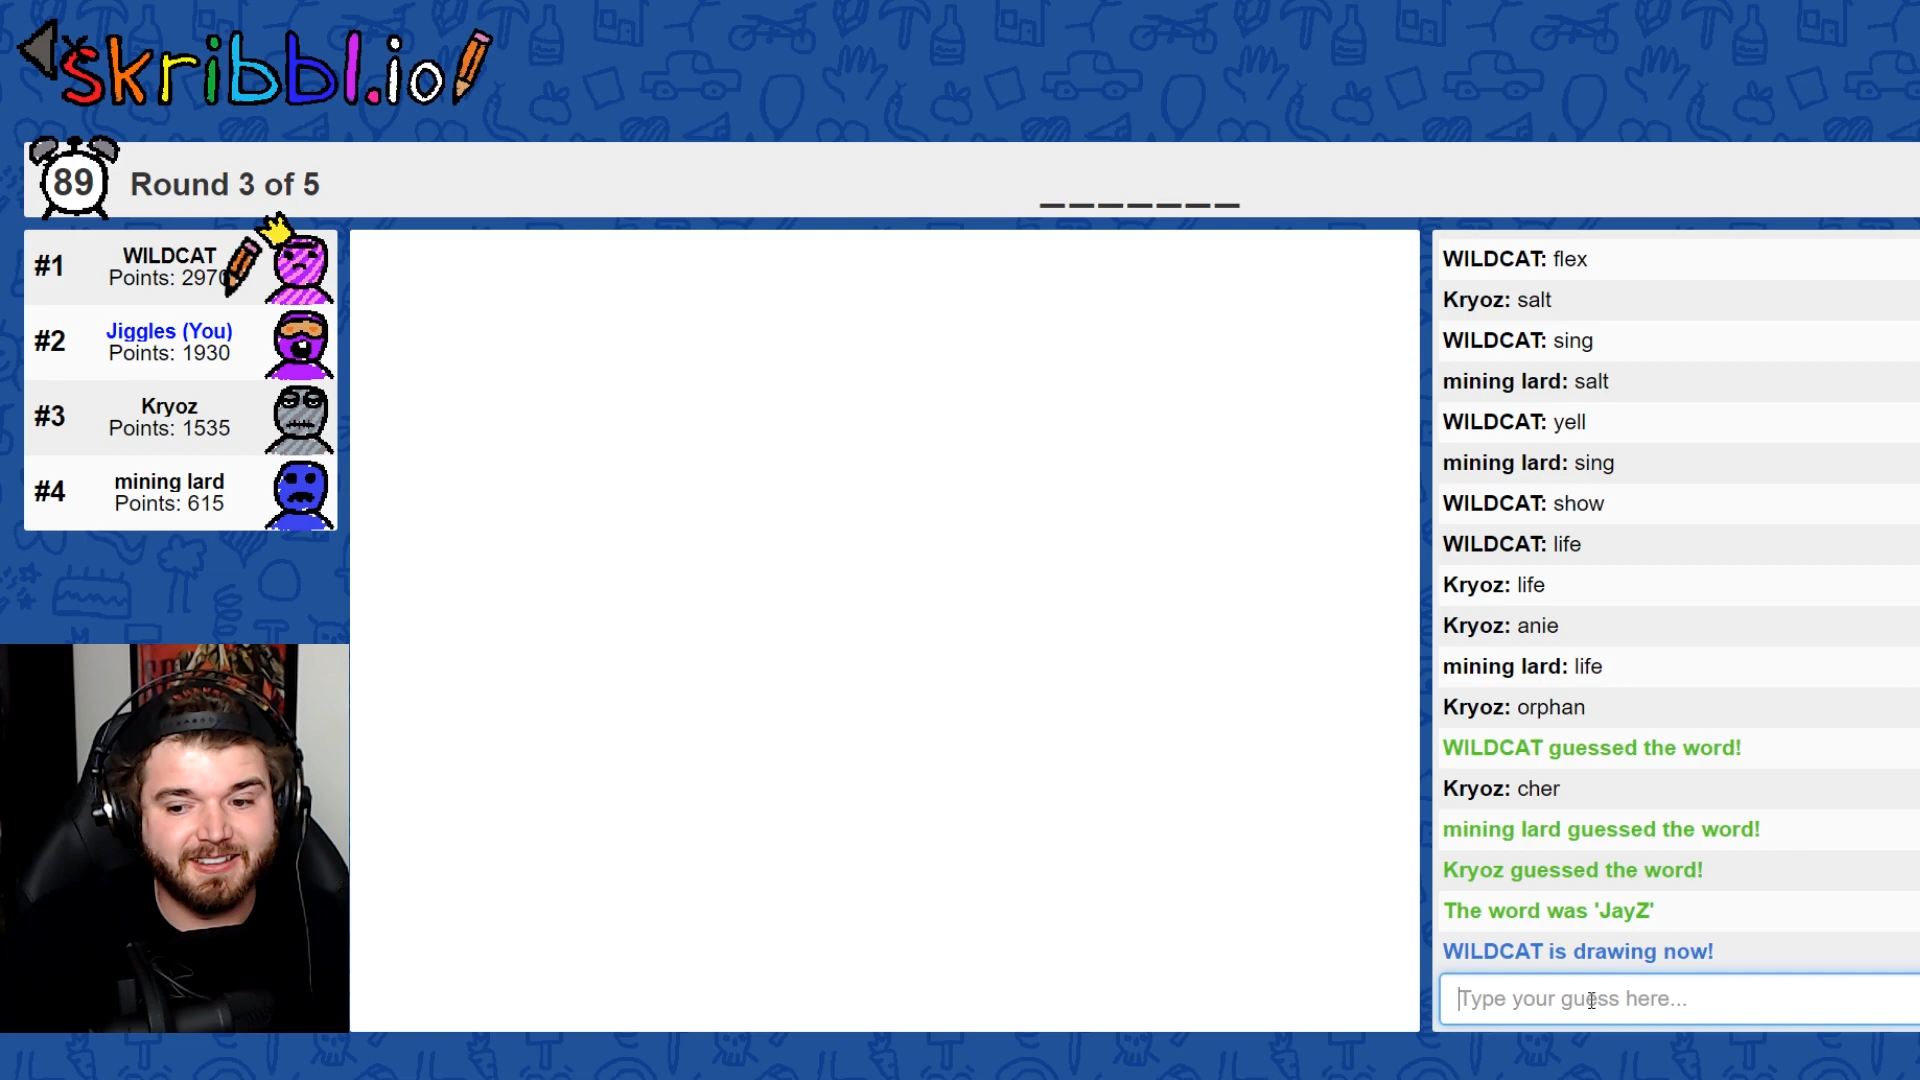 skribbl.io
89
Round 3 of 5
_______
#1
WILDCAT
Points: 2970
#2
Jiggles (You)
Points: 1930
#3
Kryoz
Points: 1535
#4
mining lard
Points: 615
WILDCAT: flex
Kryoz: salt
WILDCAT: sing
mining lard: salt
WILDCAT: yell
mining lard: sing
WILDCAT: show
WILDCAT: life
Kryoz: life
Kryoz: anie
mining lard: life
Kryoz: orphan
WILDCAT guessed the word!
Kryoz: cher
mining lard guessed the word!
Kryoz guessed the word!
The word was 'JayZ'
WILDCAT is drawing now!
Type your guess here...